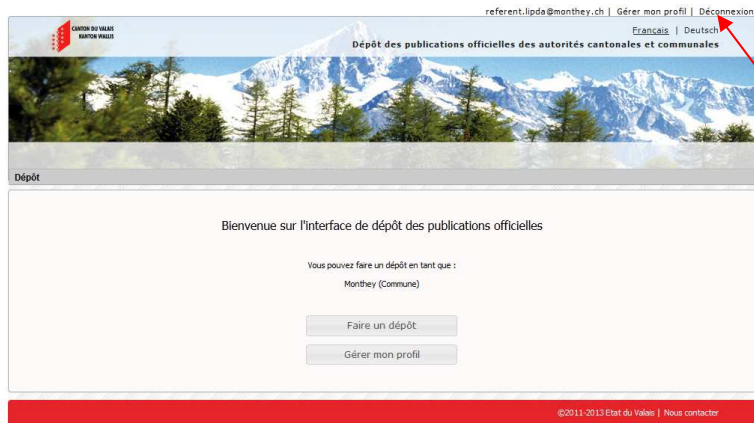 referent.lipda@monthey.ch | Gérer mon profil | Déconnexion
CANTON DU VALAIS
KANTON WALLIS
Français | Deutsch
Dépôt des publications officielles des autorités cantonales et communales
Dépôt
Bienvenue sur l'interface de dépôt des publications officielles
Vous pouvez faire un dépôt en tant que :
Monthey (Commune)
Faire un dépôt
Gérer mon profil
©2011-2013 Etat du Valais | Nous contacter